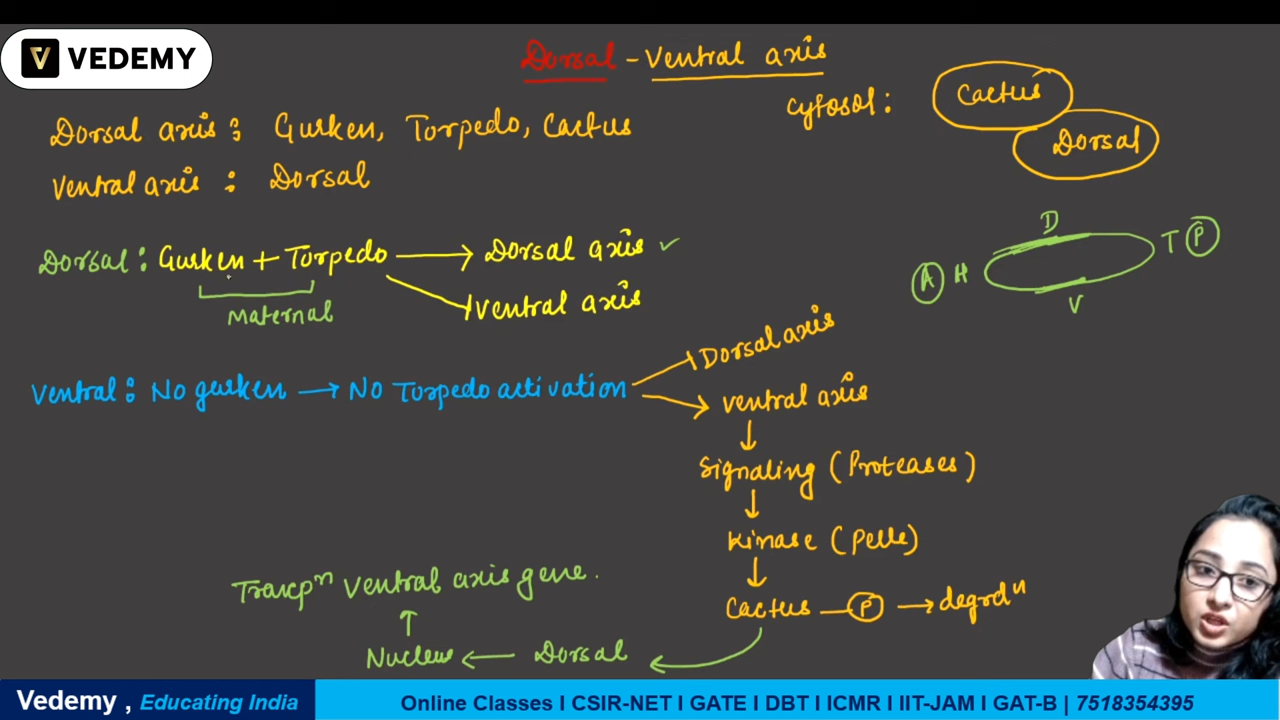 VEDEMY
Dorsal - Ventral axis
Cytosol : Cactus
Dorsal
Dorsal axis : Gurken, Torpedo, Cactus
Ventral axis : Dorsal
Dorsal : Gurken + Torpedo → Dorsal axis ✓
Ventral axis
Maternal
D
A H T P
V
Ventral : No gurken → No Torpedo activation
Dorsal axis
Ventral axis
↓
Signaling (Proteases)
↓
Kinase (Pelle)
↓
Cactus — P → degrdⁿ
Dorsal
← Nucleus ←
↑
Trancpⁿ Ventral axis gene.
Vedemy , Educating India
Online Classes I CSIR-NET I GATE I DBT I ICMR I IIT-JAM I GAT-B | 7518354395